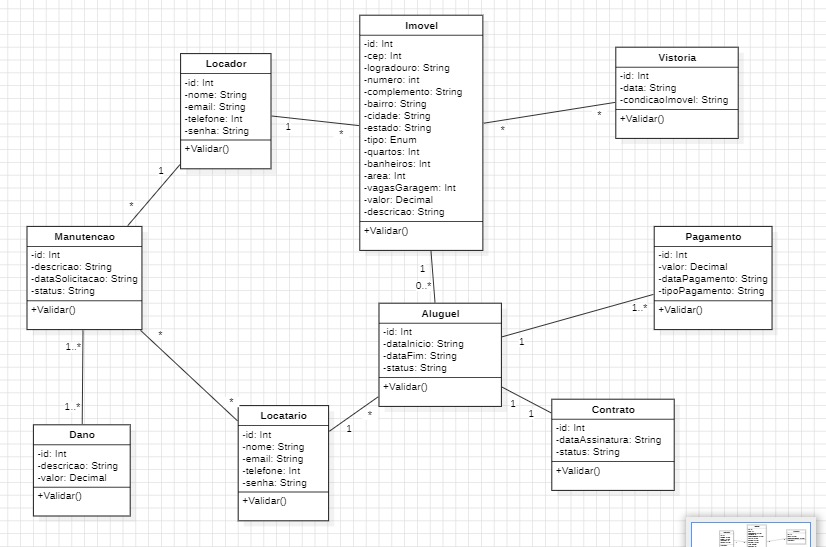 Imovel
-id: Int
-cep: Int
-logradouro: String
-numero: int
-complemento: String
-bairro: String
-cidade: String
-estado: String
-tipo: Enum
-quartos: Int
-banheiros: int
-area: Int
-vagasGaragem: Int
-valor: Decimal
-descricao: String
+Validar()
Locador
-id: Int
-nome: String
-email: String
-telefone: Int
-senha: String
+Validar()
Vistoria
-id: Int
-data: String
-condicaoImovel: String
+Validar()
1
*
*
*
1
*
Manutencao
-id: Int
-descricao: String
-dataSolicitacao: String
-status: String
+Validar()
Pagamento
-id: Int
-valor: Decimal
-dataPagamento: String
-tipoPagamento: String
+Validar()
1
0..*
Aluguel
-id: Int
-dataInicio: String
-dataFim: String
-status: String
+Validar()
1..*
1
1..*
1..*
*
*
1
*
1
1
Dano
-id: Int
-descricao: String
-valor: Decimal
+Validar()
Locatario
-id: Int
-nome: String
-email: String
-telefone: Int
-senha: String
+Validar()
Contrato
-id: Int
-dataAssinatura: String
-status: String
+Validar()